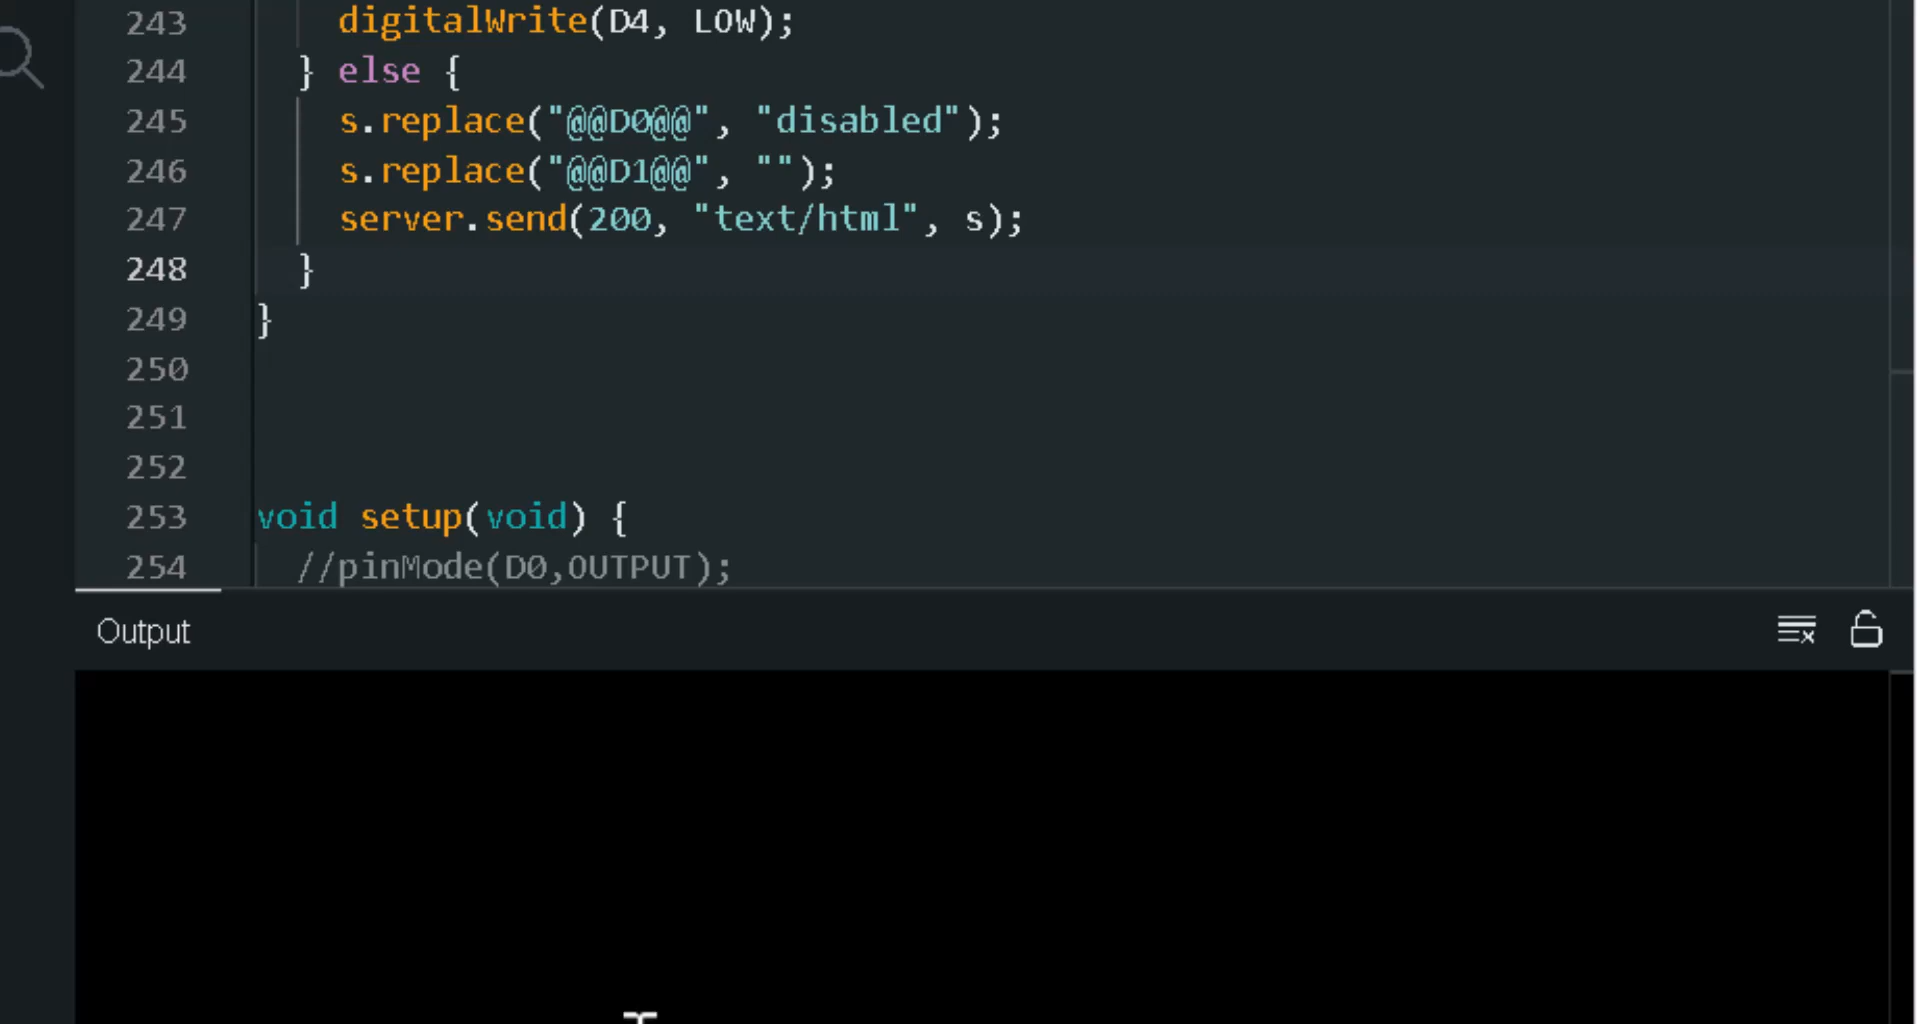 243 digitalWrite(D4, LOW);
244 } else {
245 s.replace("@@D0@@", "disabled");
246 s.replace("@@D1@@", "");
247 server.send(200, "text/html", s);
248 }
249 }
250
251
252
253 void setup(void) {
254 //pinMode(D0,OUTPUT);
Output